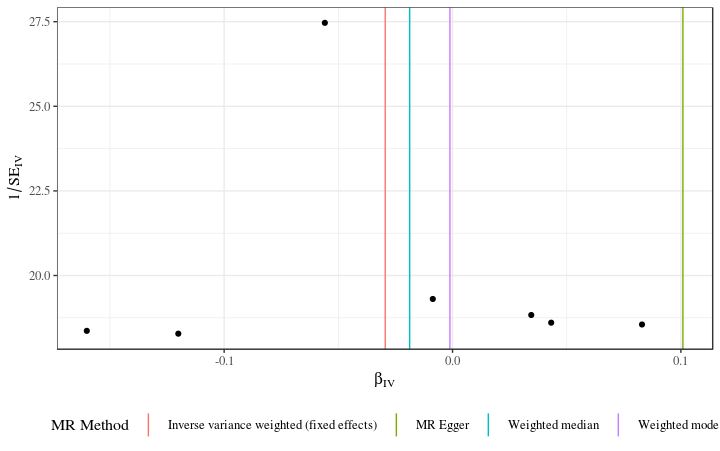 27.5
25.0
22.5
20.0
1/SE_IV
-0.1
0.0
0.1
β_IV
MR Method
Inverse variance weighted (fixed effects)
MR Egger
Weighted median
Weighted mode